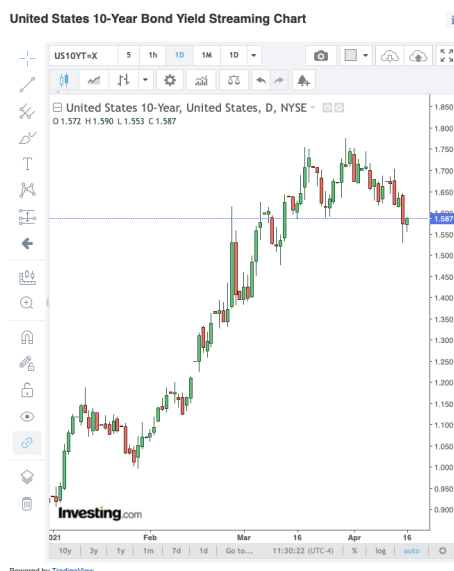 United States 10-Year Bond Yield Streaming Chart
US10YT=X 5 1h 1D 1M 1D
United States 10-Year, United States, D, NYSE
O 1.572 H 1.590 L 1.553 C 1.587
1.850
1.800
1.750
1.700
1.650
1.600
1.587
1.550
1.500
1.450
1.400
1.350
1.300
1.250
1.200
1.150
1.100
1.050
1.000
0.950
0.900
Investing.com
2021 Feb Mar 16 Apr 16
10y 3y 1y 1m 7d 1d Go to... 11:30:22 (UTC-4) % log auto
Powered by TradingView